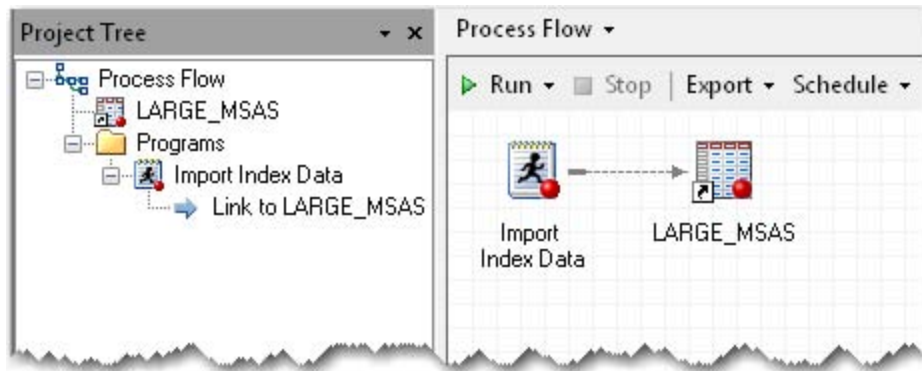 Project Tree
Process Flow
LARGE_MSAS
Programs
Import Index Data
Link to LARGE_MSAS
Process Flow
Run
Stop
Export
Schedule
Import
Index Data
LARGE_MSAS